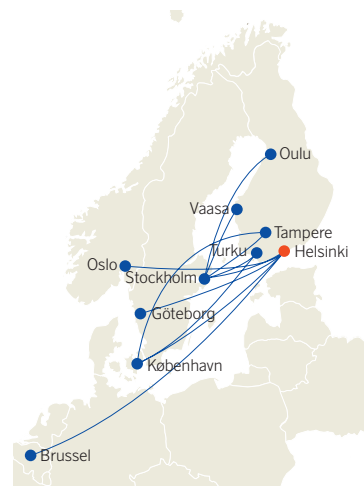 Oulu
Vaasa
Tampere
Turku
Helsinki
Oslo
Stockholm
Göteborg
København
Brussel